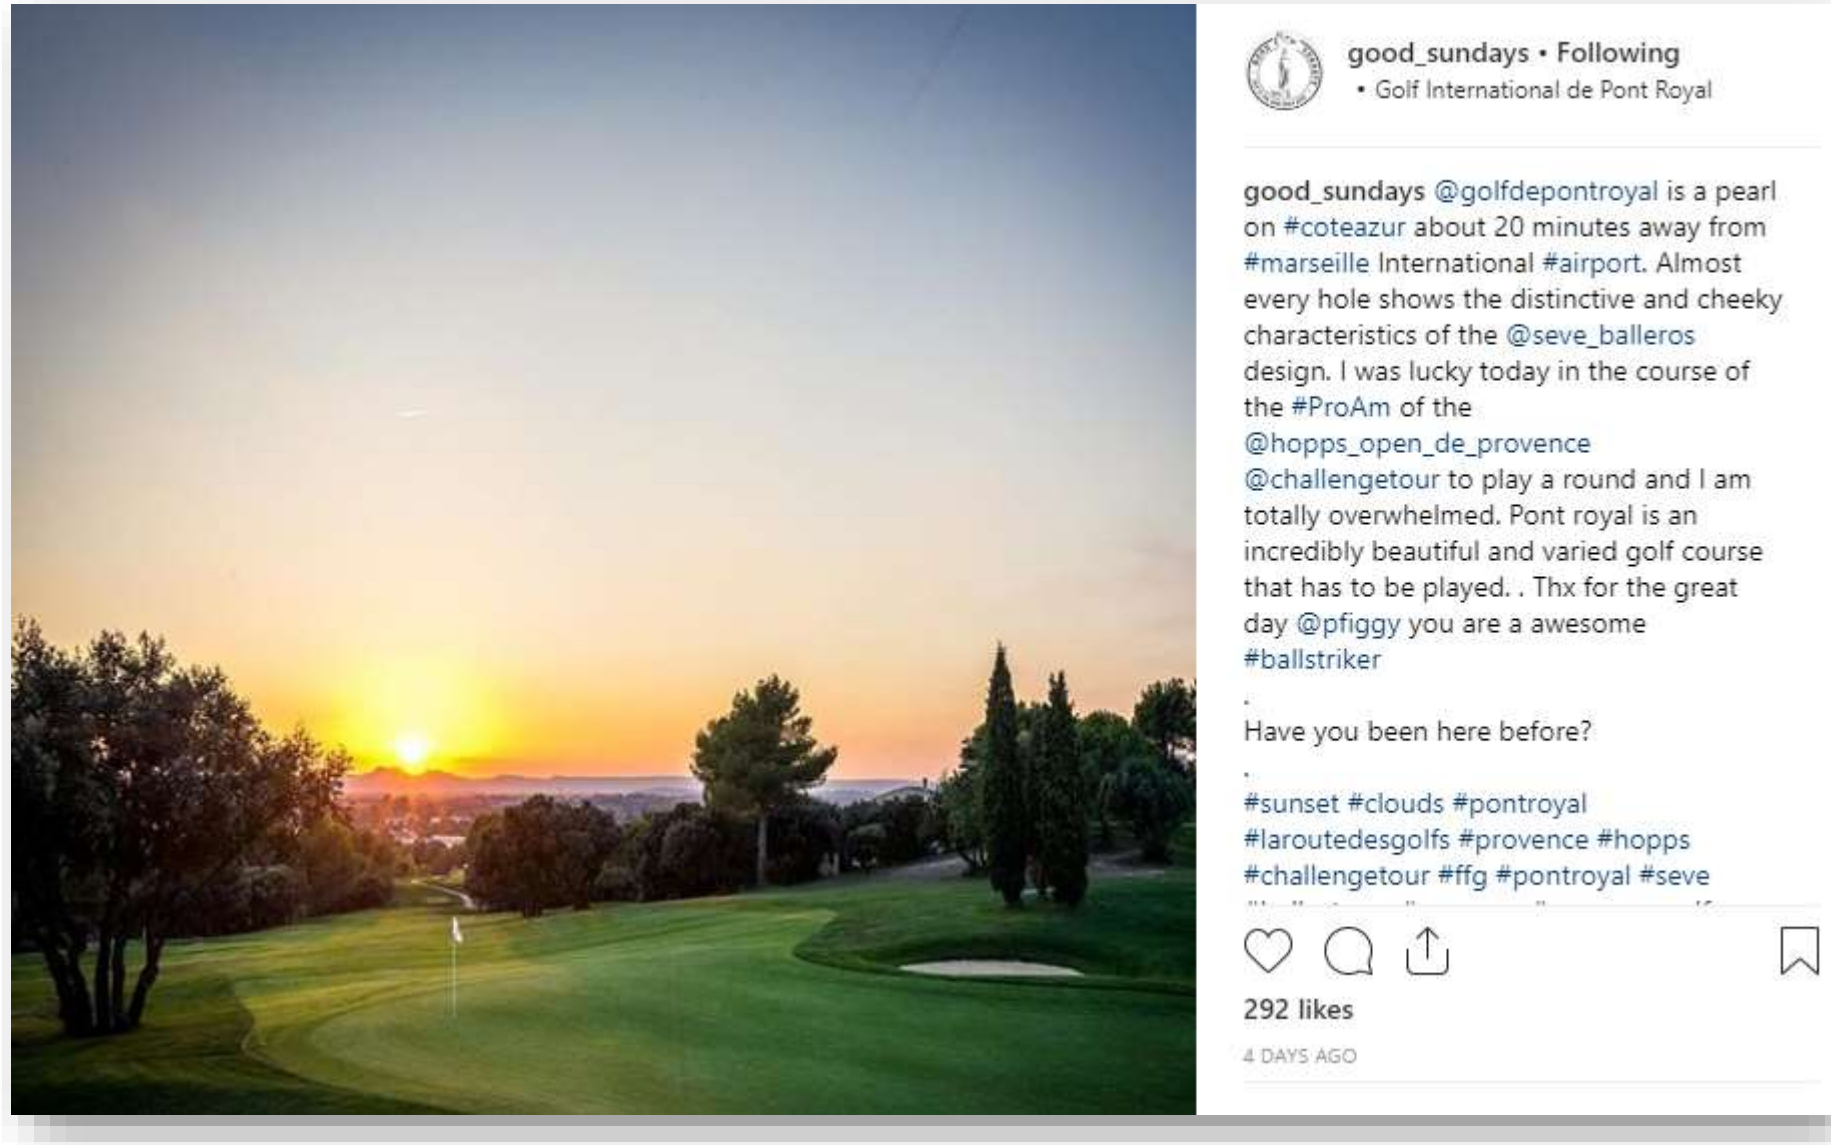 good_sundays • Following
• Golf International de Pont Royal
good_sundays @golfdepontroyal is a pearl
on #coteazur about 20 minutes away from
#marseille International #airport. Almost
every hole shows the distinctive and cheeky
characteristics of the @seve_balleros
design. I was lucky today in the course of
the #ProAm of the
@hopps_open_de_provence
@challengetour to play a round and I am
totally overwhelmed. Pont royal is an
incredibly beautiful and varied golf course
that has to be played. . Thx for the great
day @pfiggy you are a awesome
#ballstriker
.
Have you been here before?
.
#sunset #clouds #pontroyal
#laroutedesgolfs #provence #hopps
#challengetour #ffg #pontroyal #seve
292 likes
4 DAYS AGO